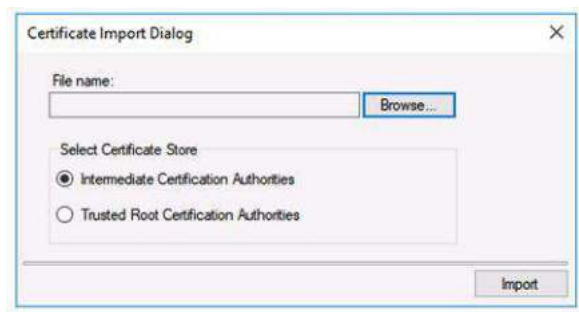 Certificate Import Dialog
File name:
Browse...
Select Certificate Store
Intermediate Certification Authorities
Trusted Root Certification Authorities
Import